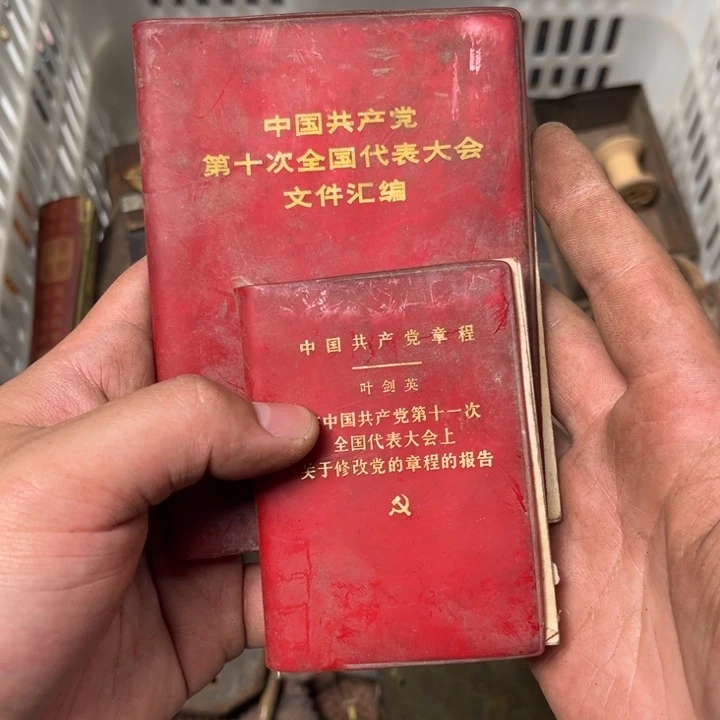 中国共产党
第十次全国代表大会
文件汇编
中国共产党章程
叶剑英
中国共产党第十一次
全国代表大会上
关于修改党的章程的报告